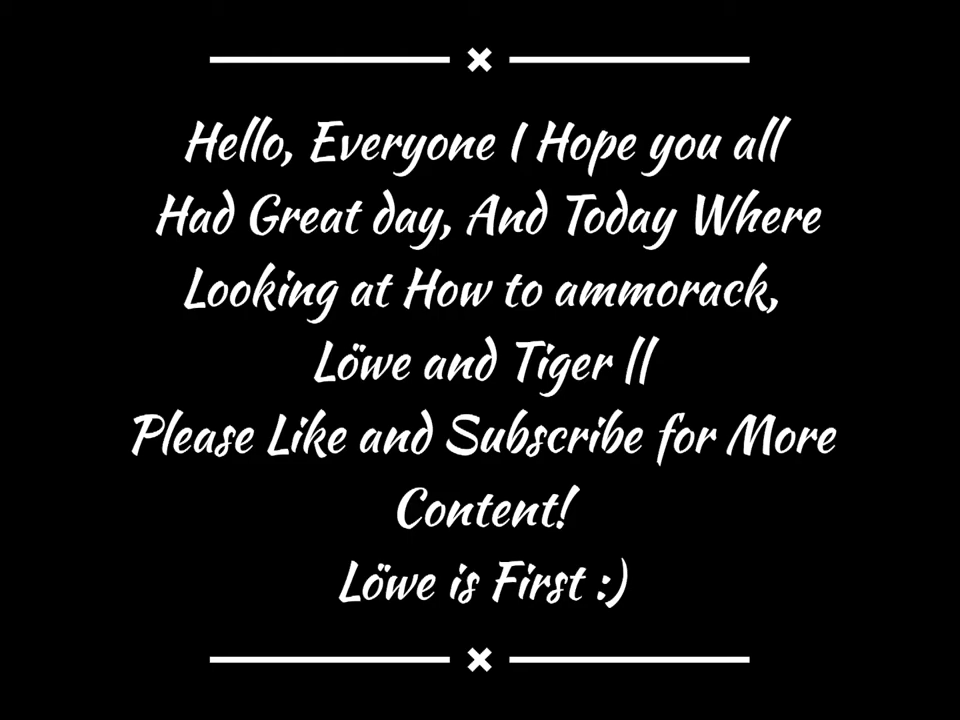 Hello, Everyone I Hope you all
Had Great day, And Today Where
Looking at How to ammorack,
Löwe and Tiger ll
Please Like and Subscribe for More
Content!
Löwe is First :)